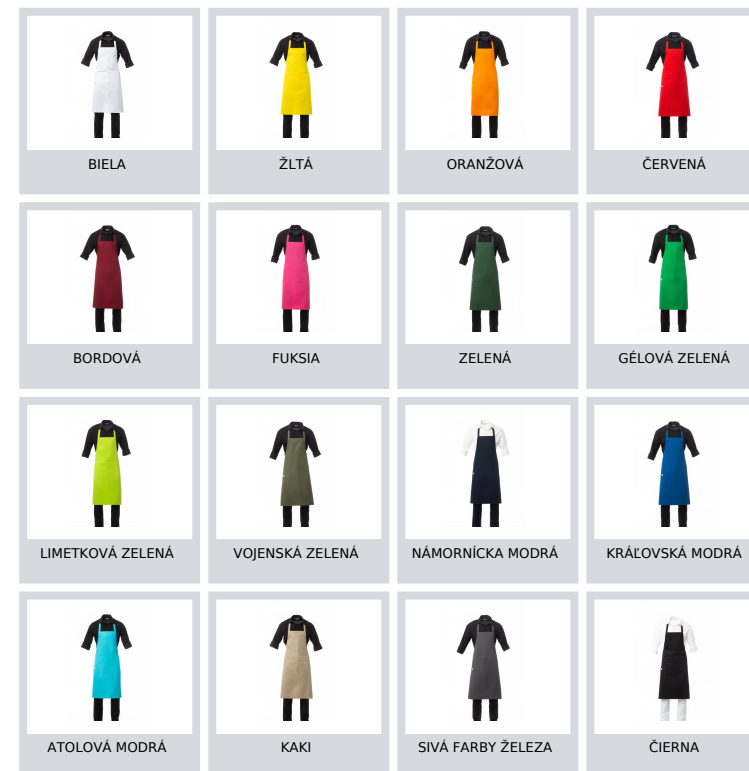 BIELA
ŽLTÁ
ORANŽOVÁ
ČERVENÁ
BORDOVÁ
FUKSIA
ZELENÁ
GÉLOVÁ ZELENÁ
LIMETKOVÁ ZELENÁ
VOJENSKÁ ZELENÁ
NÁMORNÍCKA MODRÁ
KRÁĽOVSKÁ MODRÁ
ATOLOVÁ MODRÁ
KAKI
SIVÁ FARBY ŽELEZA
ČIERNA